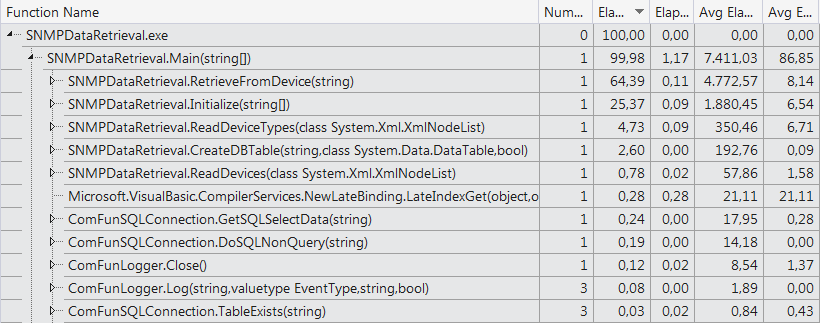 Function Name Num... Ela... Elap... Avg Ela... Avg E...
SNMPDataRetrieval.exe 0 100,00 0,00 0,00 0,00
SNMPDataRetrieval.Main(string[]) 1 99,98 1,17 7.411,03 86,85
SNMPDataRetrieval.RetrieveFromDevice(string) 1 64,39 0,11 4.772,57 8,14
SNMPDataRetrieval.Initialize(string[]) 1 25,37 0,09 1.880,45 6,54
SNMPDataRetrieval.ReadDeviceTypes(class System.Xml.XmlNodeList) 1 4,73 0,09 350,46 6,71
SNMPDataRetrieval.CreateDBTable(string,class System.Data.DataTable,bool) 1 2,60 0,00 192,76 0,09
SNMPDataRetrieval.ReadDevices(class System.Xml.XmlNodeList) 1 0,78 0,02 57,86 1,58
Microsoft.VisualBasic.CompilerServices.NewLateBinding.LateIndexGet(object,o 1 0,28 0,28 21,11 21,11
ComFunSQLConnection.GetSQLSelectData(string) 1 0,24 0,00 17,95 0,28
ComFunSQLConnection.DoSQLNonQuery(string) 1 0,19 0,00 14,18 0,00
ComFunLogger.Close() 1 0,12 0,02 8,54 1,37
ComFunLogger.Log(string,valuetype EventType,string,bool) 3 0,08 0,00 1,89 0,00
ComFunSQLConnection.TableExists(string) 3 0,03 0,02 0,84 0,43